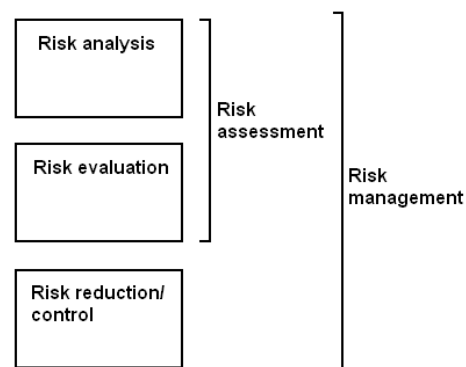 Risk analysis
Risk
assessment
Risk evaluation
Risk
management
Risk reduction/
control